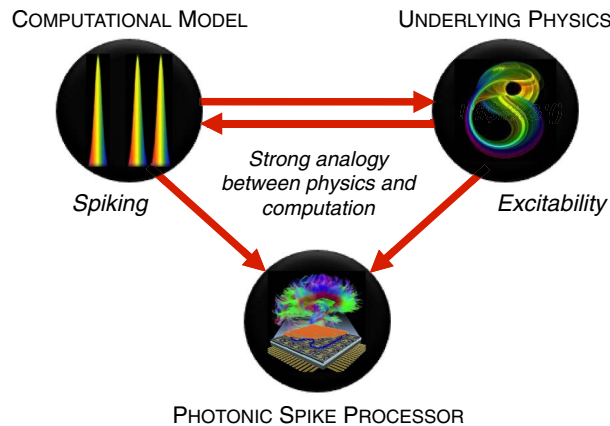 COMPUTATIONAL MODEL
UNDERLYING PHYSICS
Strong analogy
between physics and
computation
Spiking
Excitability
PHOTONIC SPIKE PROCESSOR